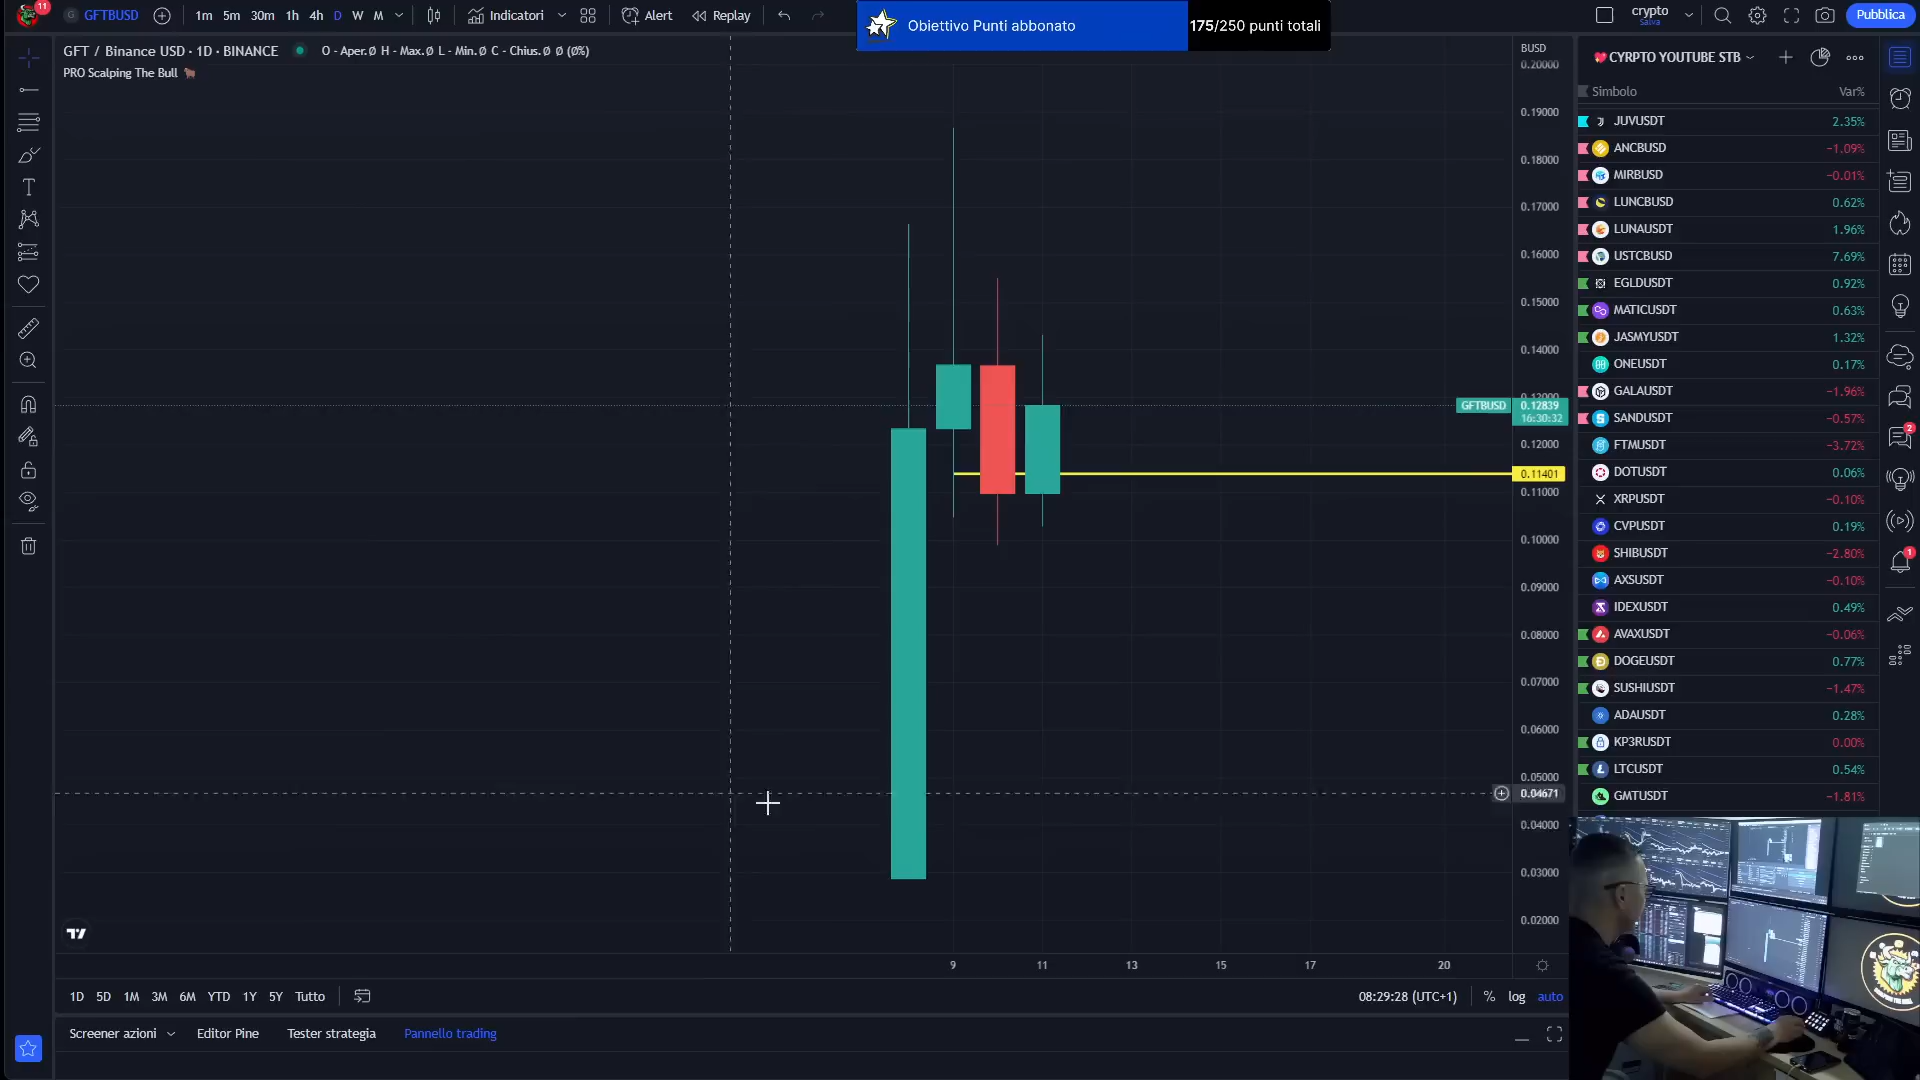 11
GFTBUSD
1m 5m 30m 1h 4h D W M
Indicatori
Alert
Replay
Obiettivo Punti abbonato
175/250 punti totali
crypto
Salva
Pubblica
GFT / Binance USD · 1D · BINANCE
O - Aper.Ø H - Max.Ø L - Min.Ø C - Chius.Ø Ø (Ø%)
PRO Scalping The Bull
BUSD
0.20000
0.19000
0.18000
0.17000
0.16000
0.15000
0.14000
0.13000
GFTBUSD 0.12839
16:30:32
0.12000
0.11401
0.11000
0.10000
0.09000
0.08000
0.07000
0.06000
0.05000
0.04671
0.04000
0.03000
0.02000
9 11 13 15 17 20
CYRPTO YOUTUBE STB
Simbolo Var%
JUVUSDT 2.35%
ANCBUSD −1.09%
MIRBUSD −0.01%
LUNCBUSD 0.62%
LUNAUSDT 1.96%
USTCBUSD 7.69%
EGLDUSDT 0.92%
MATICUSDT 0.63%
JASMYUSDT 1.32%
ONEUSDT 0.17%
GALAUSDT −1.96%
SANDUSDT −0.57%
FTMUSDT −3.72%
DOTUSDT 0.06%
XRPUSDT −0.10%
CVPUSDT 0.19%
SHIBUSDT −2.80%
AXSUSDT −0.10%
IDEXUSDT 0.49%
AVAXUSDT −0.06%
DOGEUSDT 0.77%
SUSHIUSDT −1.47%
ADAUSDT 0.28%
KP3RUSDT 0.00%
LTCUSDT 0.54%
GMTUSDT −1.81%
2
1
1D 5D 1M 3M 6M YTD 1Y 5Y Tutto
08:29:28 (UTC+1)
% log auto
Screener azioni
Editor Pine
Tester strategia
Pannello trading